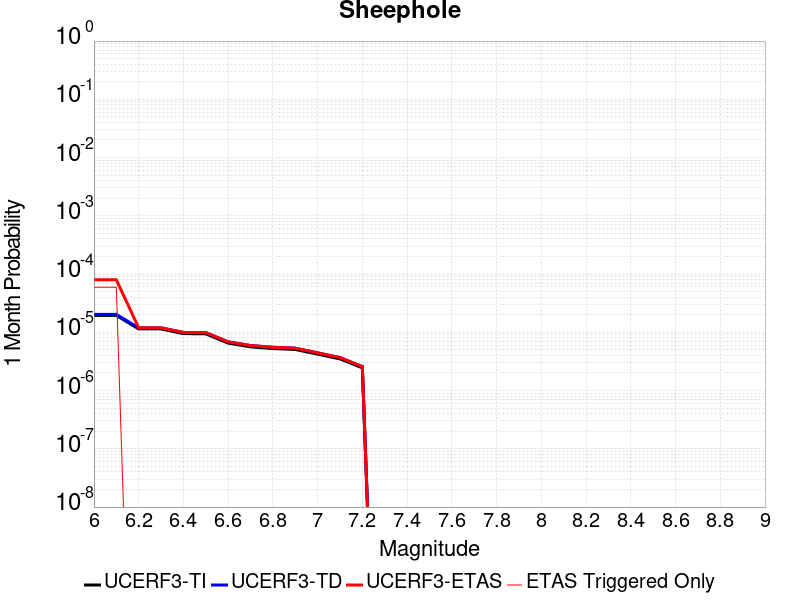 Sheephole
10 0
10 -1
10 -2
10 -3
10 -4
10 -5
10 -6
10 -7
10 -8
1 Month Probability
6 6.2 6.4 6.6 6.8 7 7.2 7.4 7.6 7.8 8 8.2 8.4 8.6 8.8 9
Magnitude
UCERF3-TI UCERF3-TD UCERF3-ETAS ETAS Triggered Only